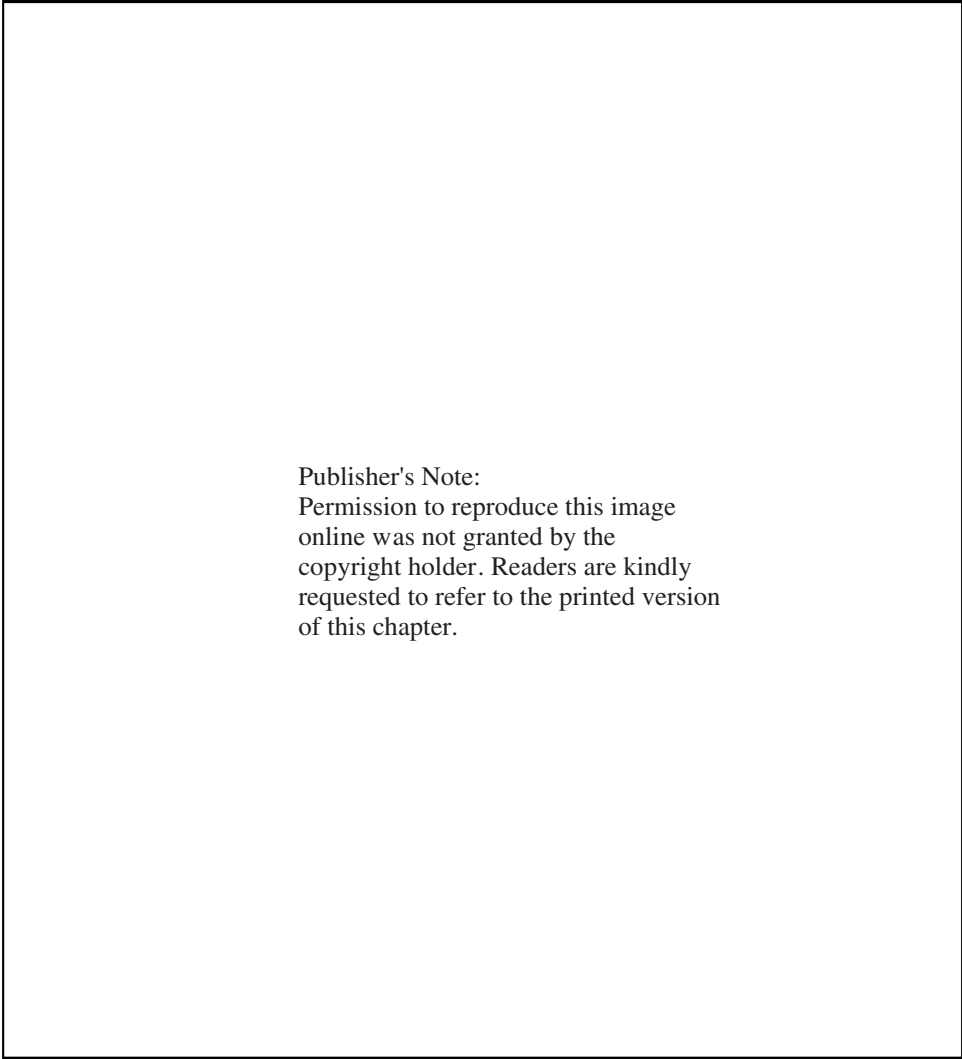 Publisher's Note:
Permission to reproduce this image
online was not granted by the
copyright holder. Readers are kindly
requested to refer to the printed version
of this chapter.